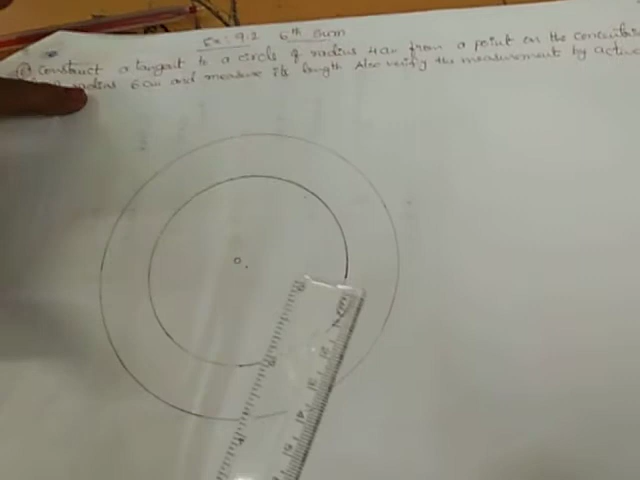 Ex: 9.2 6th Sum
Construct a tangent to a circle of radius 4cm from a point on the concentric
radius 6cm and measure its length Also verify the measurement by actual
O